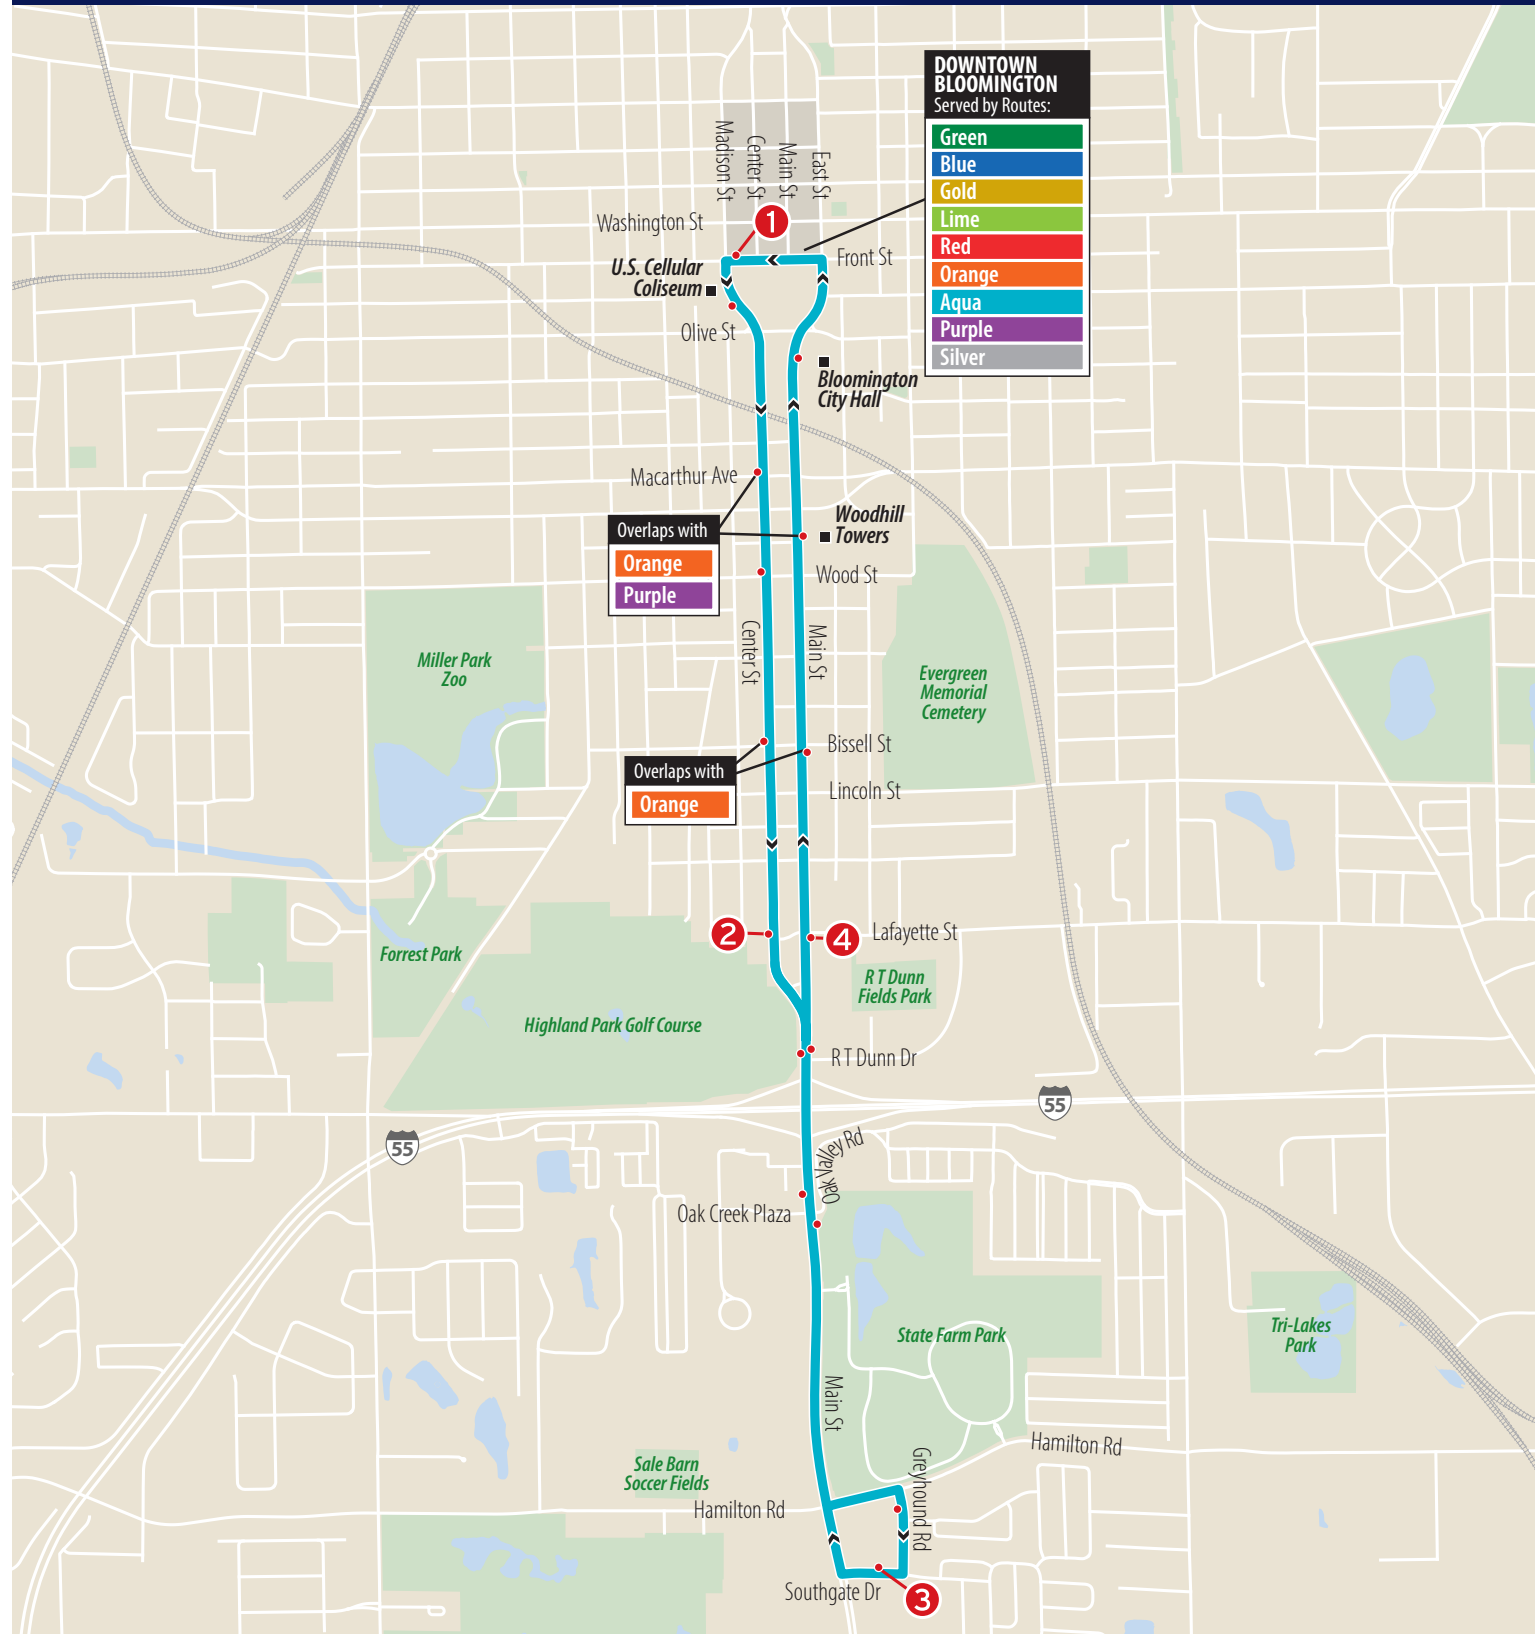 DOWNTOWN
BLOOMINGTON
Served by Routes:
Green
Blue
Gold
Lime
Red
Orange
Aqua
Purple
Silver
Madison St
Center St
Main St
East St
Washington St
1
Front St
U.S. Cellular
Coliseum
Olive St
Bloomington
City Hall
Macarthur Ave
Woodhill
Towers
Overlaps with
Orange
Purple
Wood St
Center St
Main St
Miller Park
Zoo
Evergreen
Memorial
Cemetery
Bissell St
Overlaps with
Orange
Lincoln St
2
4
Lafayette St
Forrest Park
R T Dunn
Fields Park
Highland Park Golf Course
R T Dunn Dr
55
55
Oak Valley Rd
Oak Creek Plaza
State Farm Park
Tri-Lakes
Park
Main St
Hamilton Rd
Greyhound Rd
Sale Barn
Soccer Fields
Hamilton Rd
Southgate Dr
3